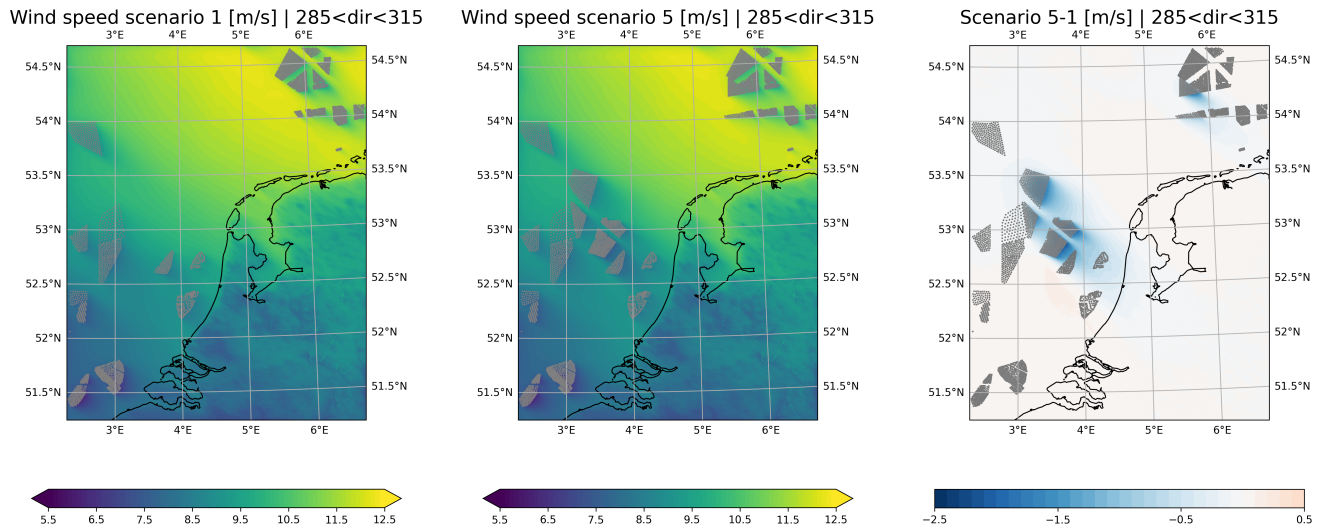 Wind speed scenario 1 [m/s] | 285<dir<315
3°E 4°E 5°E 6°E
54.5°N 54.5°N
54°N 54°N
53.5°N 53.5°N
53°N 53°N
52.5°N 52.5°N
52°N 52°N
51.5°N 51.5°N
3°E 4°E 5°E 6°E
5.5 6.5 7.5 8.5 9.5 10.5 11.5 12.5
Wind speed scenario 5 [m/s] | 285<dir<315
3°E 4°E 5°E 6°E
54.5°N 54.5°N
54°N 54°N
53.5°N 53.5°N
53°N 53°N
52.5°N 52.5°N
52°N 52°N
51.5°N 51.5°N
3°E 4°E 5°E 6°E
5.5 6.5 7.5 8.5 9.5 10.5 11.5 12.5
Scenario 5-1 [m/s] | 285<dir<315
3°E 4°E 5°E 6°E
54.5°N 54.5°N
54°N 54°N
53.5°N 53.5°N
53°N 53°N
52.5°N 52.5°N
52°N 52°N
51.5°N 51.5°N
3°E 4°E 5°E 6°E
−2.5 −1.5 −0.5 0.5